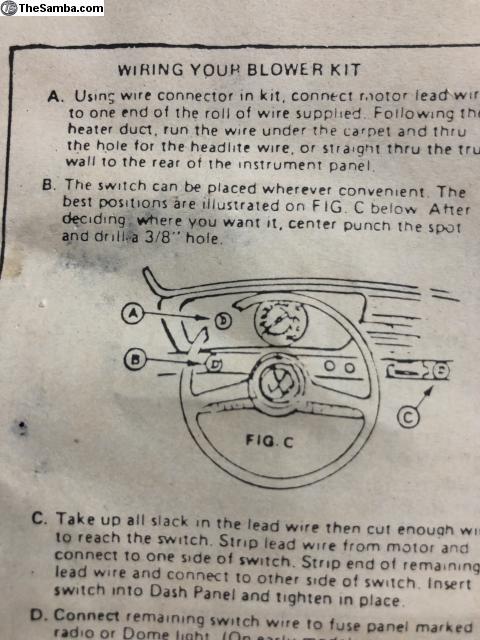 TheSamba.com
WIRING YOUR BLOWER KIT
A. Using wire connector in kit, connect motor lead wir
to one end of the roll of wire supplied. Following th
heater duct, run the wire under the carpet and thru
the hole for the headlite wire, or straight thru the tru
wall to the rear of the instrument panel.
B. The switch can be placed wherever convenient. The
best positions are illustrated on FIG. C below. After
deciding where you want it, center punch the spot
and drill a 3/8" hole.
A
B
C
FIG. C
C. Take up all slack in the lead wire then cut enough wi
to reach the switch. Strip lead wire from motor and
connect to one side of switch. Strip end of remaining
lead wire and connect to other side of switch. Insert
switch into Dash Panel and tighten in place.
D. Connect remaining switch wire to fuse panel marked
radio or Dome light. (On early